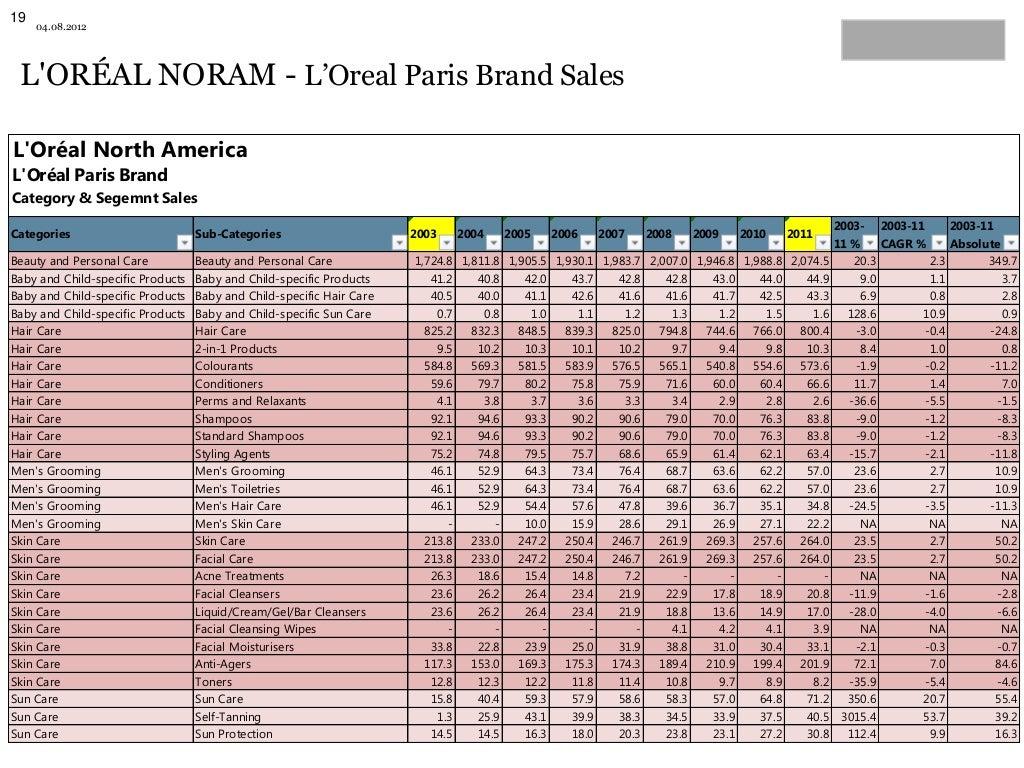 19
04.08.2012
L'ORÉAL NORAM - L’Oreal Paris Brand Sales
L'Oréal North America
L'Oréal Paris Brand
Category & Segemnt Sales
Categories Sub-Categories 2003 2004 2005 2006 2007 2008 2009 2010 2011 2003-11 % 2003-11 CAGR % 2003-11 Absolute
Beauty and Personal Care Beauty and Personal Care 1,724.8 1,811.8 1,905.5 1,930.1 1,983.7 2,007.0 1,946.8 1,988.8 2,074.5 20.3 2.3 349.7
Baby and Child-specific Products Baby and Child-specific Products 41.2 40.8 42.0 43.7 42.8 42.8 43.0 44.0 44.9 9.0 1.1 3.7
Baby and Child-specific Products Baby and Child-specific Hair Care 40.5 40.0 41.1 42.6 41.6 41.6 41.7 42.5 43.3 6.9 0.8 2.8
Baby and Child-specific Products Baby and Child-specific Sun Care 0.7 0.8 1.0 1.1 1.2 1.3 1.2 1.5 1.6 128.6 10.9 0.9
Hair Care Hair Care 825.2 832.3 848.5 839.3 825.0 794.8 744.6 766.0 800.4 -3.0 -0.4 -24.8
Hair Care 2-in-1 Products 9.5 10.2 10.3 10.1 10.2 9.7 9.4 9.8 10.3 8.4 1.0 0.8
Hair Care Colourants 584.8 569.3 581.5 583.9 576.5 565.1 540.8 554.6 573.6 -1.9 -0.2 -11.2
Hair Care Conditioners 59.6 79.7 80.2 75.8 75.9 71.6 60.0 60.4 66.6 11.7 1.4 7.0
Hair Care Perms and Relaxants 4.1 3.8 3.7 3.6 3.3 3.4 2.9 2.8 2.6 -36.6 -5.5 -1.5
Hair Care Shampoos 92.1 94.6 93.3 90.2 90.6 79.0 70.0 76.3 83.8 -9.0 -1.2 -8.3
Hair Care Standard Shampoos 92.1 94.6 93.3 90.2 90.6 79.0 70.0 76.3 83.8 -9.0 -1.2 -8.3
Hair Care Styling Agents 75.2 74.8 79.5 75.7 68.6 65.9 61.4 62.1 63.4 -15.7 -2.1 -11.8
Men's Grooming Men's Grooming 46.1 52.9 64.3 73.4 76.4 68.7 63.6 62.2 57.0 23.6 2.7 10.9
Men's Grooming Men's Toiletries 46.1 52.9 64.3 73.4 76.4 68.7 63.6 62.2 57.0 23.6 2.7 10.9
Men's Grooming Men's Hair Care 46.1 52.9 54.4 57.6 47.8 39.6 36.7 35.1 34.8 -24.5 -3.5 -11.3
Men's Grooming Men's Skin Care - - 10.0 15.9 28.6 29.1 26.9 27.1 22.2 NA NA NA
Skin Care Skin Care 213.8 233.0 247.2 250.4 246.7 261.9 269.3 257.6 264.0 23.5 2.7 50.2
Skin Care Facial Care 213.8 233.0 247.2 250.4 246.7 261.9 269.3 257.6 264.0 23.5 2.7 50.2
Skin Care Acne Treatments 26.3 18.6 15.4 14.8 7.2 - - - - NA NA NA
Skin Care Facial Cleansers 23.6 26.2 26.4 23.4 21.9 22.9 17.8 18.9 20.8 -11.9 -1.6 -2.8
Skin Care Liquid/Cream/Gel/Bar Cleansers 23.6 26.2 26.4 23.4 21.9 18.8 13.6 14.9 17.0 -28.0 -4.0 -6.6
Skin Care Facial Cleansing Wipes - - - - - 4.1 4.2 4.1 3.9 NA NA NA
Skin Care Facial Moisturisers 33.8 22.8 23.9 25.0 31.9 38.8 31.0 30.4 33.1 -2.1 -0.3 -0.7
Skin Care Anti-Agers 117.3 153.0 169.3 175.3 174.3 189.4 210.9 199.4 201.9 72.1 7.0 84.6
Skin Care Toners 12.8 12.3 12.2 11.8 11.4 10.8 9.7 8.9 8.2 -35.9 -5.4 -4.6
Sun Care Sun Care 15.8 40.4 59.3 57.9 58.6 58.3 57.0 64.8 71.2 350.6 20.7 55.4
Sun Care Self-Tanning 1.3 25.9 43.1 39.9 38.3 34.5 33.9 37.5 40.5 3015.4 53.7 39.2
Sun Care Sun Protection 14.5 14.5 16.3 18.0 20.3 23.8 23.1 27.2 30.8 112.4 9.9 16.3